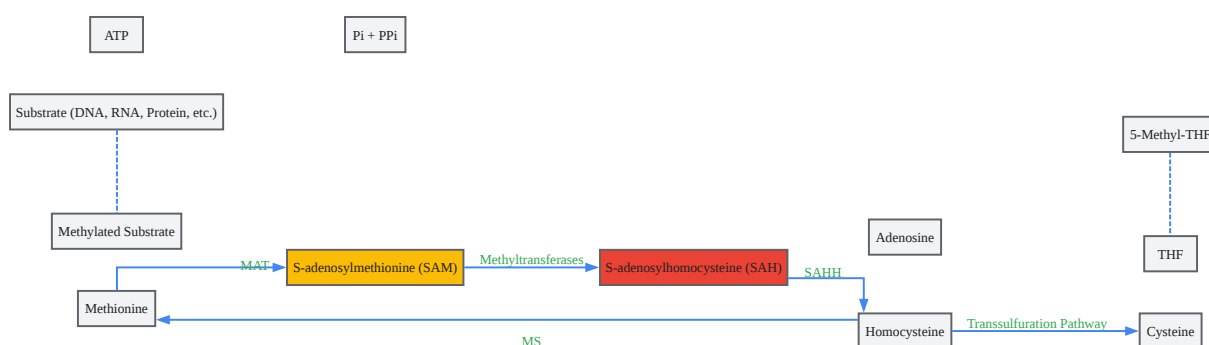 ATP
Pi + PPi
Substrate (DNA, RNA, Protein, etc.)
5-Methyl-THF
Methylated Substrate
Adenosine
THF
MAT
S-adenosylmethionine (SAM)
Methyltransferases
S-adenosylhomocysteine (SAH)
SAHH
Methionine
Homocysteine
Transsulfuration Pathway
Cysteine
MS